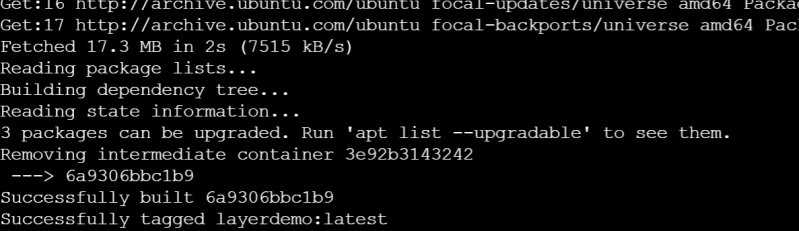 Get:16 http://archive.ubuntu.com/ubuntu focal-updates/universe amd64 Packa
Get:17 http://archive.ubuntu.com/ubuntu focal-backports/universe amd64 Pac
Fetched 17.3 MB in 2s (7515 kB/s)
Reading package lists...
Building dependency tree...
Reading state information...
3 packages can be upgraded. Run 'apt list --upgradable' to see them.
Removing intermediate container 3e92b3143242
 ---> 6a9306bbc1b9
Successfully built 6a9306bbc1b9
Successfully tagged layerdemo:latest